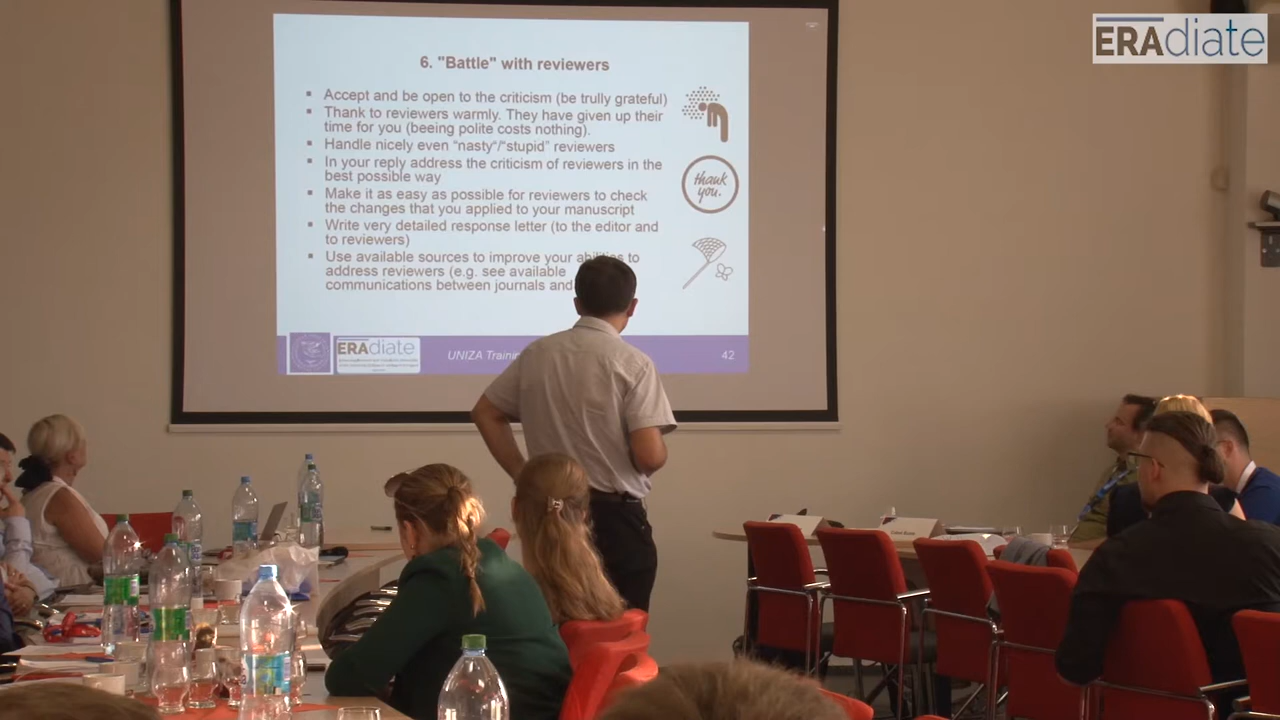 ERAdiate
6. "Battle" with reviewers
Accept and be open to the criticism (be trully grateful)
Thank to reviewers warmly. They have given up their
time for you (beeing polite costs nothing).
Handle nicely even “nasty“/“stupid” reviewers
In your reply address the criticism of reviewers in the
best possible way
Make it as easy as possible for reviewers to check
the changes that you applied to your manuscript
Write very detailed response letter (to the editor and
to reviewers)
Use available sources to improve your abilities to
address reviewers (e.g. see available
communications between journals and
thank
you.
ERAdiate
UNIZA Training
42